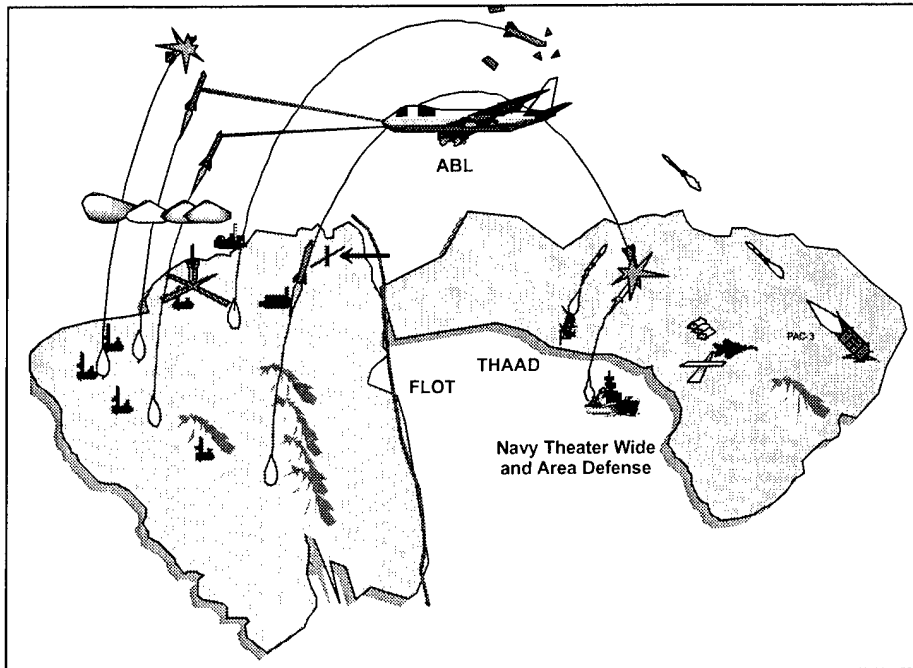 ABL
PAC-3
THAAD
FLOT
Navy Theater Wide
and Area Defense